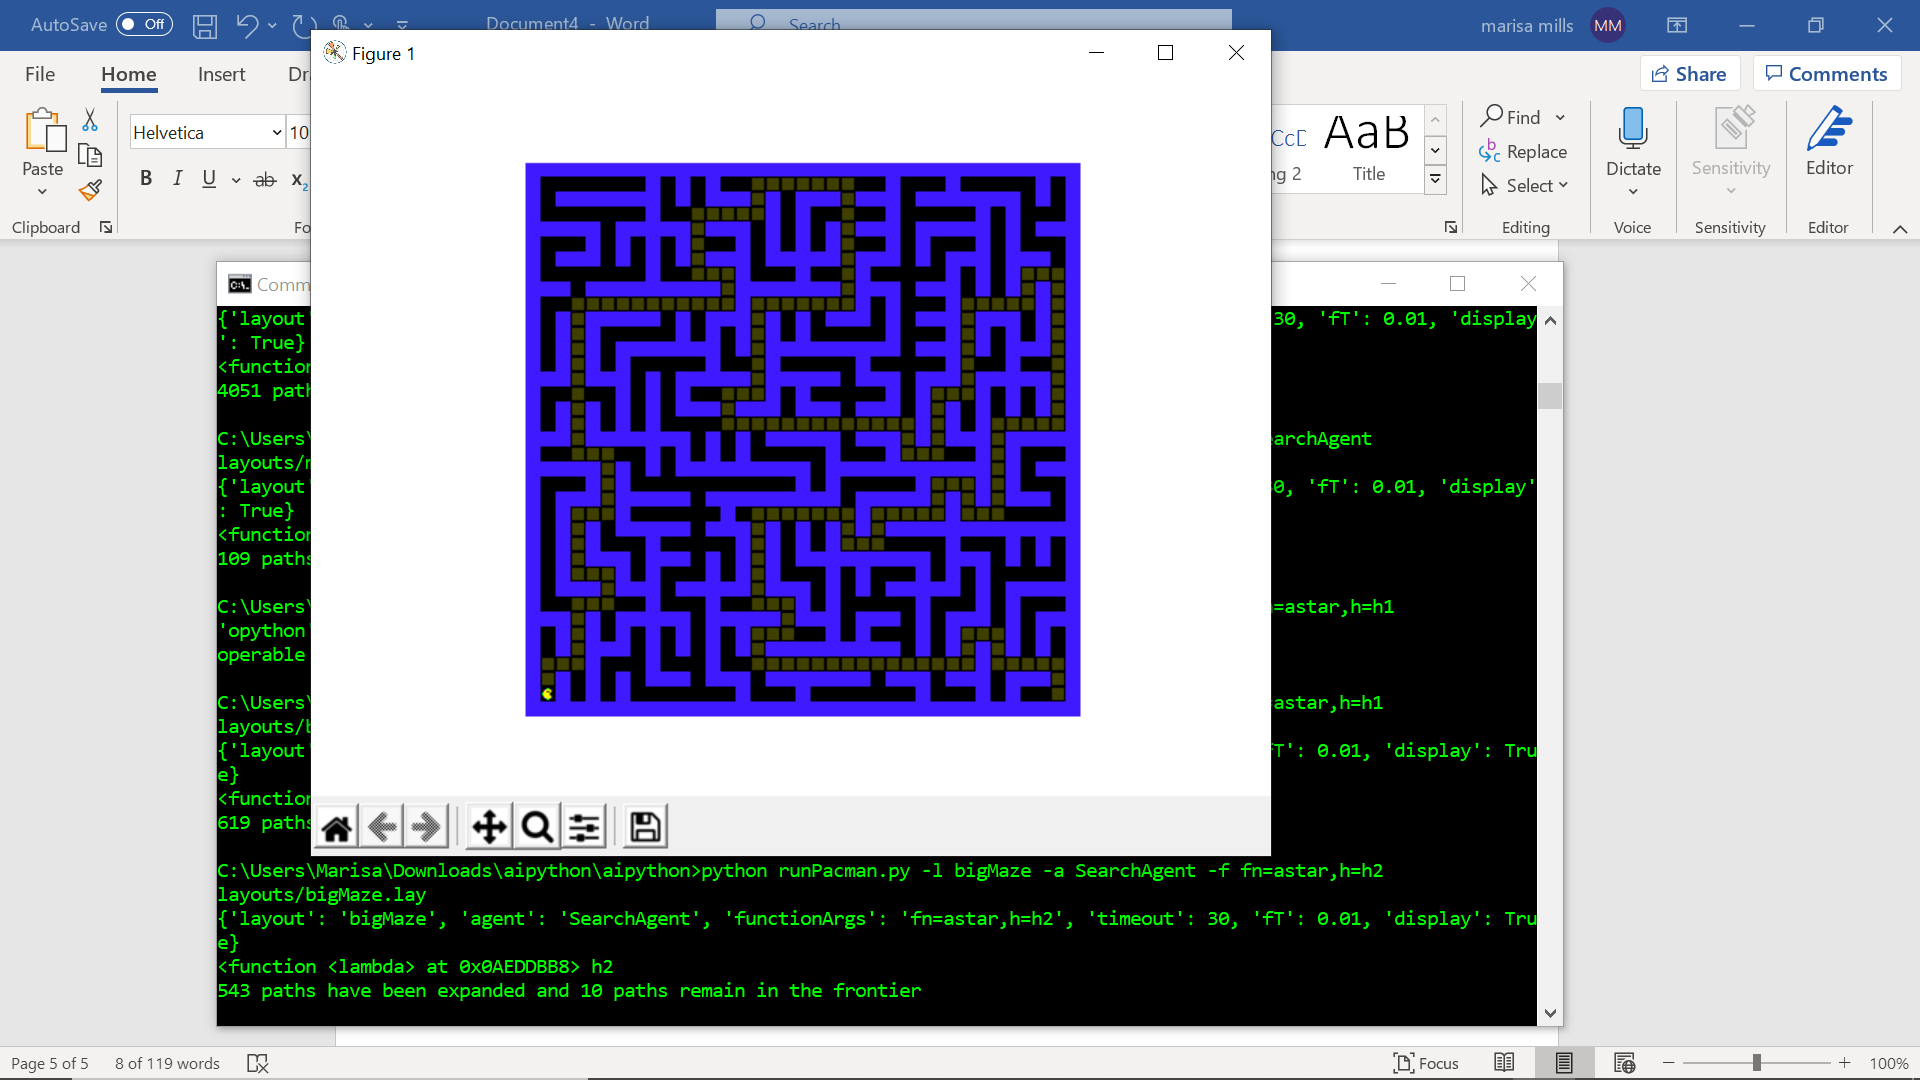 AutoSave Off Document4 - Word Search marisa mills MM
Figure 1
File Home Insert Share Comments
Helvetica 10
Paste
B I U ab x2
Clipboard
AaB
Title
Find
Replace
Select
Editing
Dictate
Voice
Sensitivity
Sensitivity
Editor
Editor
{'layout' 30, 'fT': 0.01, 'display
': True}
<function
4051 path
C:\Users\ earchAgent
{'layout' 0, 'fT': 0.01, 'display'
: True}
<function
109 paths
C:\Users\ =astar,h=h1
'opython'
operable
C:\Users\ astar,h=h1
layouts/b
{'layout' T': 0.01, 'display': Tru
e}
<function
619 paths
C:\Users\Marisa\Downloads\aipython\aipython>python runPacman.py -l bigMaze -a SearchAgent -f fn=astar,h=h2
layouts/bigMaze.lay
{'layout': 'bigMaze', 'agent': 'SearchAgent', 'functionArgs': 'fn=astar,h=h2', 'timeout': 30, 'fT': 0.01, 'display': Tru
e}
<function <lambda> at 0x0AEDDBB8> h2
543 paths have been expanded and 10 paths remain in the frontier
Page 5 of 5 8 of 119 words Focus 100%